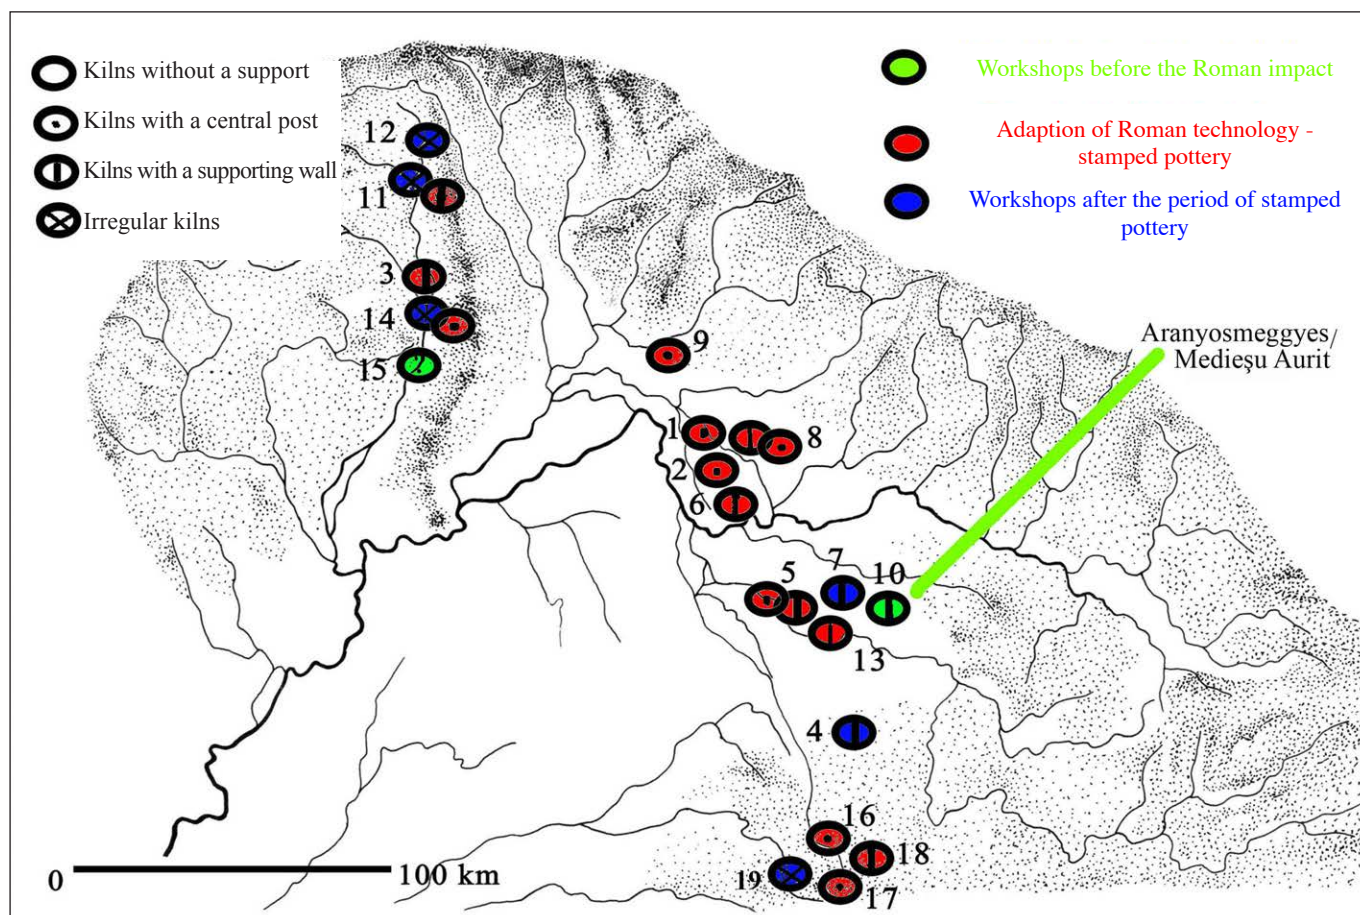 Kilns without a support
Kilns with a central post
Kilns with a supporting wall
Irregular kilns
Workshops before the Roman impact
Adaption of Roman technology -
stamped pottery
Workshops after the period of stamped
pottery
12
11
3
14
15
?
9
1
8
2
6
Aranyosmeggyes/
Medieşu Aurit
5
7
10
13
4
16
18
19
17
0
100 km